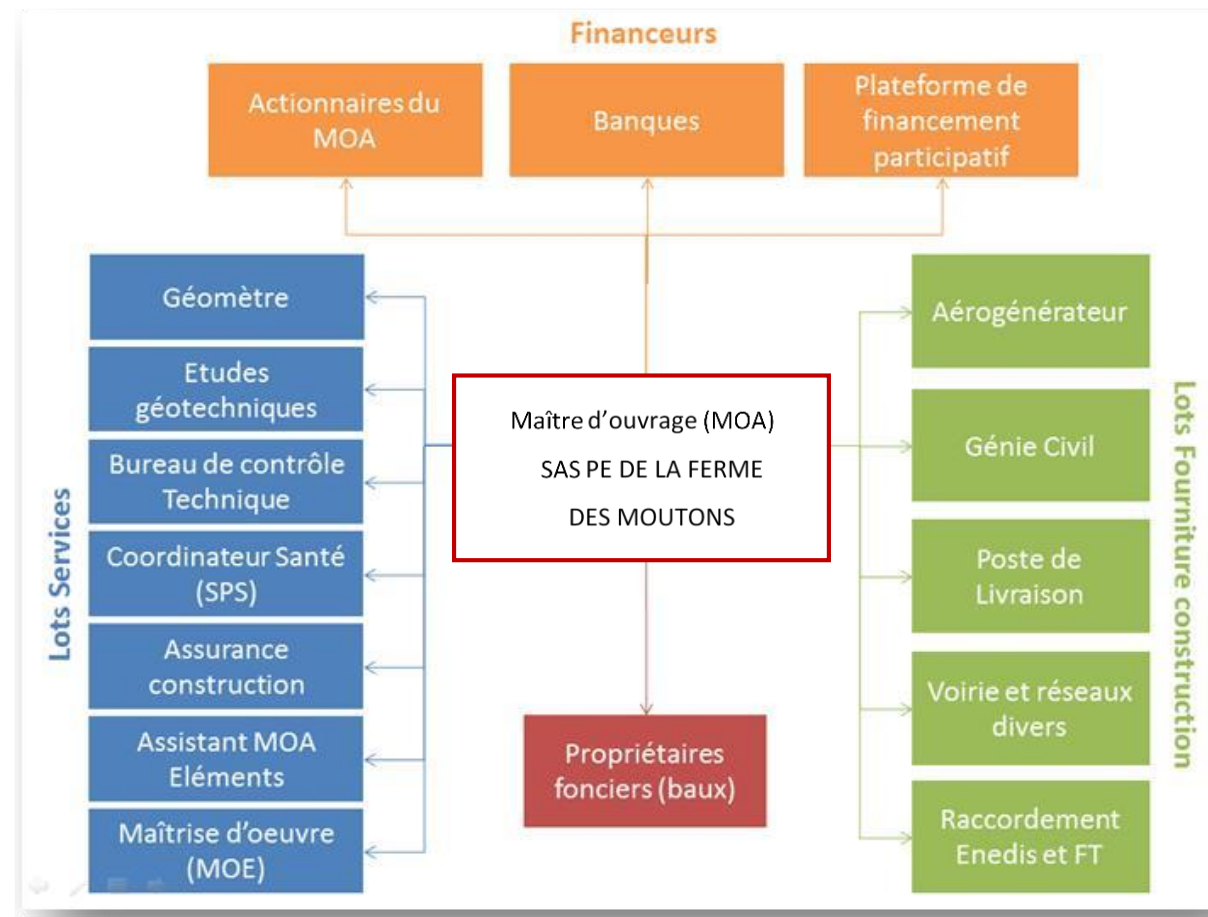 Financeurs
Actionnaires du
MOA
Banques
Plateforme de
financement
participatif
Lots Services
Géomètre
Etudes
géotechniques
Bureau de contrôle
Technique
Coordinateur Santé
(SPS)
Assurance
construction
Assistant MOA
Eléments
Maîtrise d'oeuvre
(MOE)
Maître d'ouvrage (MOA)
SAS PE DE LA FERME
DES MOUTONS
Propriétaires
fonciers (baux)
Aérogénérateur
Génie Civil
Poste de
Livraison
Voirie et réseaux
divers
Raccordement
Enedis et FT
Lots Fourniture construction